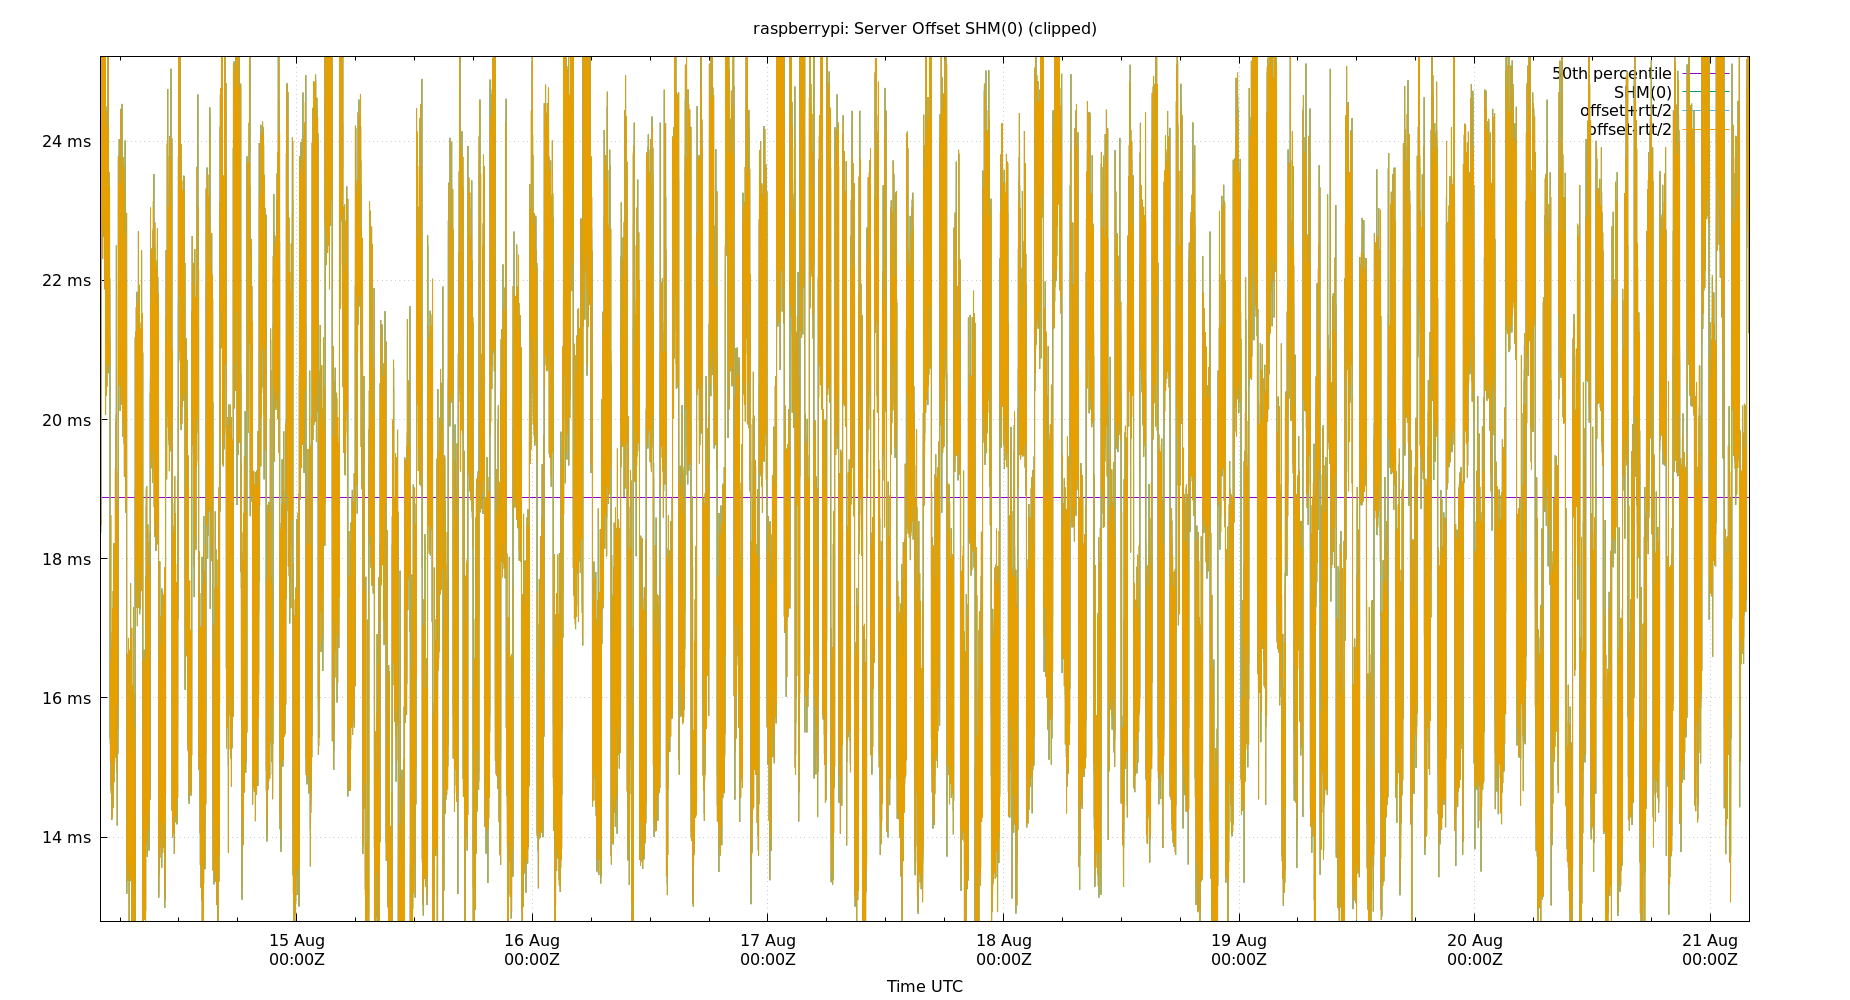 raspberrypi: Server Offset SHM(0) (clipped)
50th percentile
SHM(0)
offset+rtt/2
offset-rtt/2
24 ms
22 ms
20 ms
18 ms
16 ms
14 ms
15 Aug
00:00Z
16 Aug
00:00Z
17 Aug
00:00Z
18 Aug
00:00Z
19 Aug
00:00Z
20 Aug
00:00Z
21 Aug
00:00Z
Time UTC